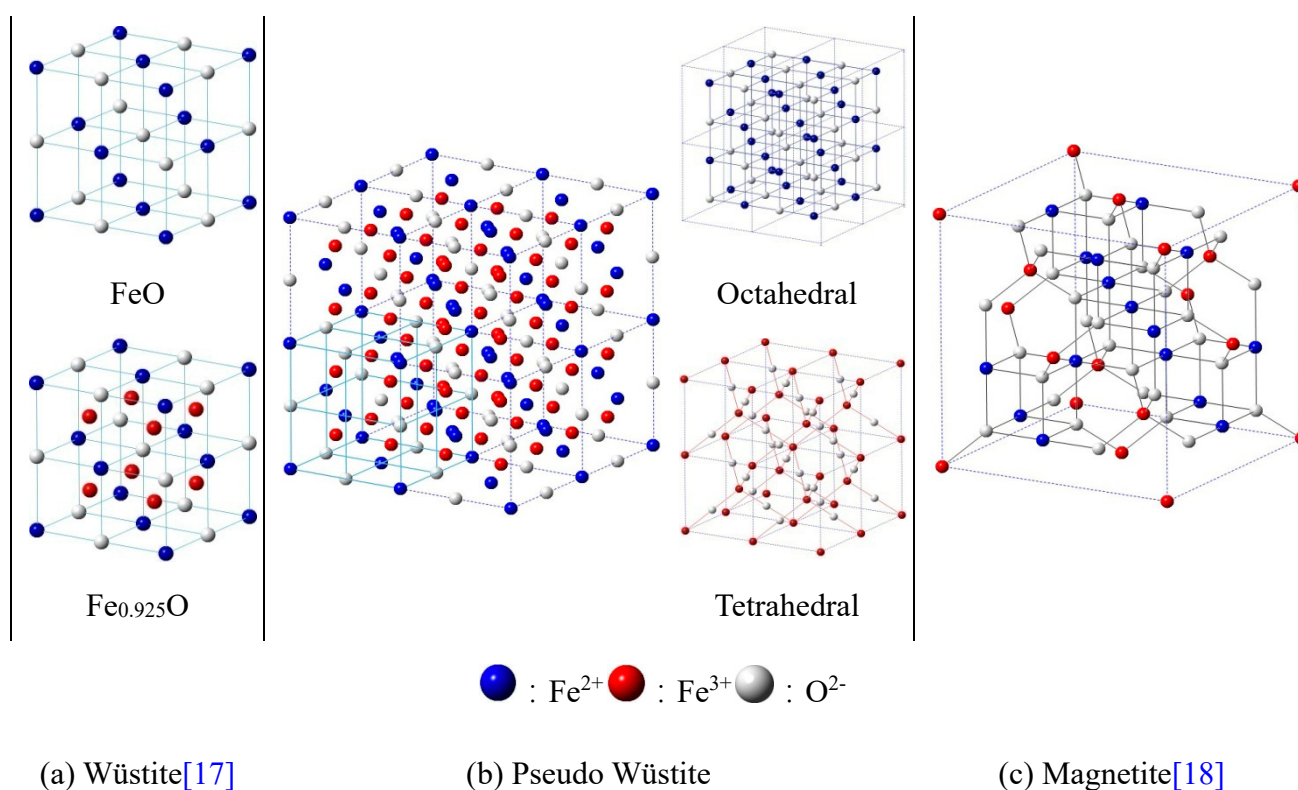 FeO
Fe0.925O
Octahedral
Tetrahedral
: Fe2+ : Fe3+ : O2-
(a) Wüstite[17]
(b) Pseudo Wüstite
(c) Magnetite[18]